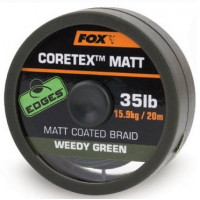 FOX
CORETEX™ MATT
EDGES
35lb
15.9kg / 20m
MATT COATED BRAID
WEEDY GREEN